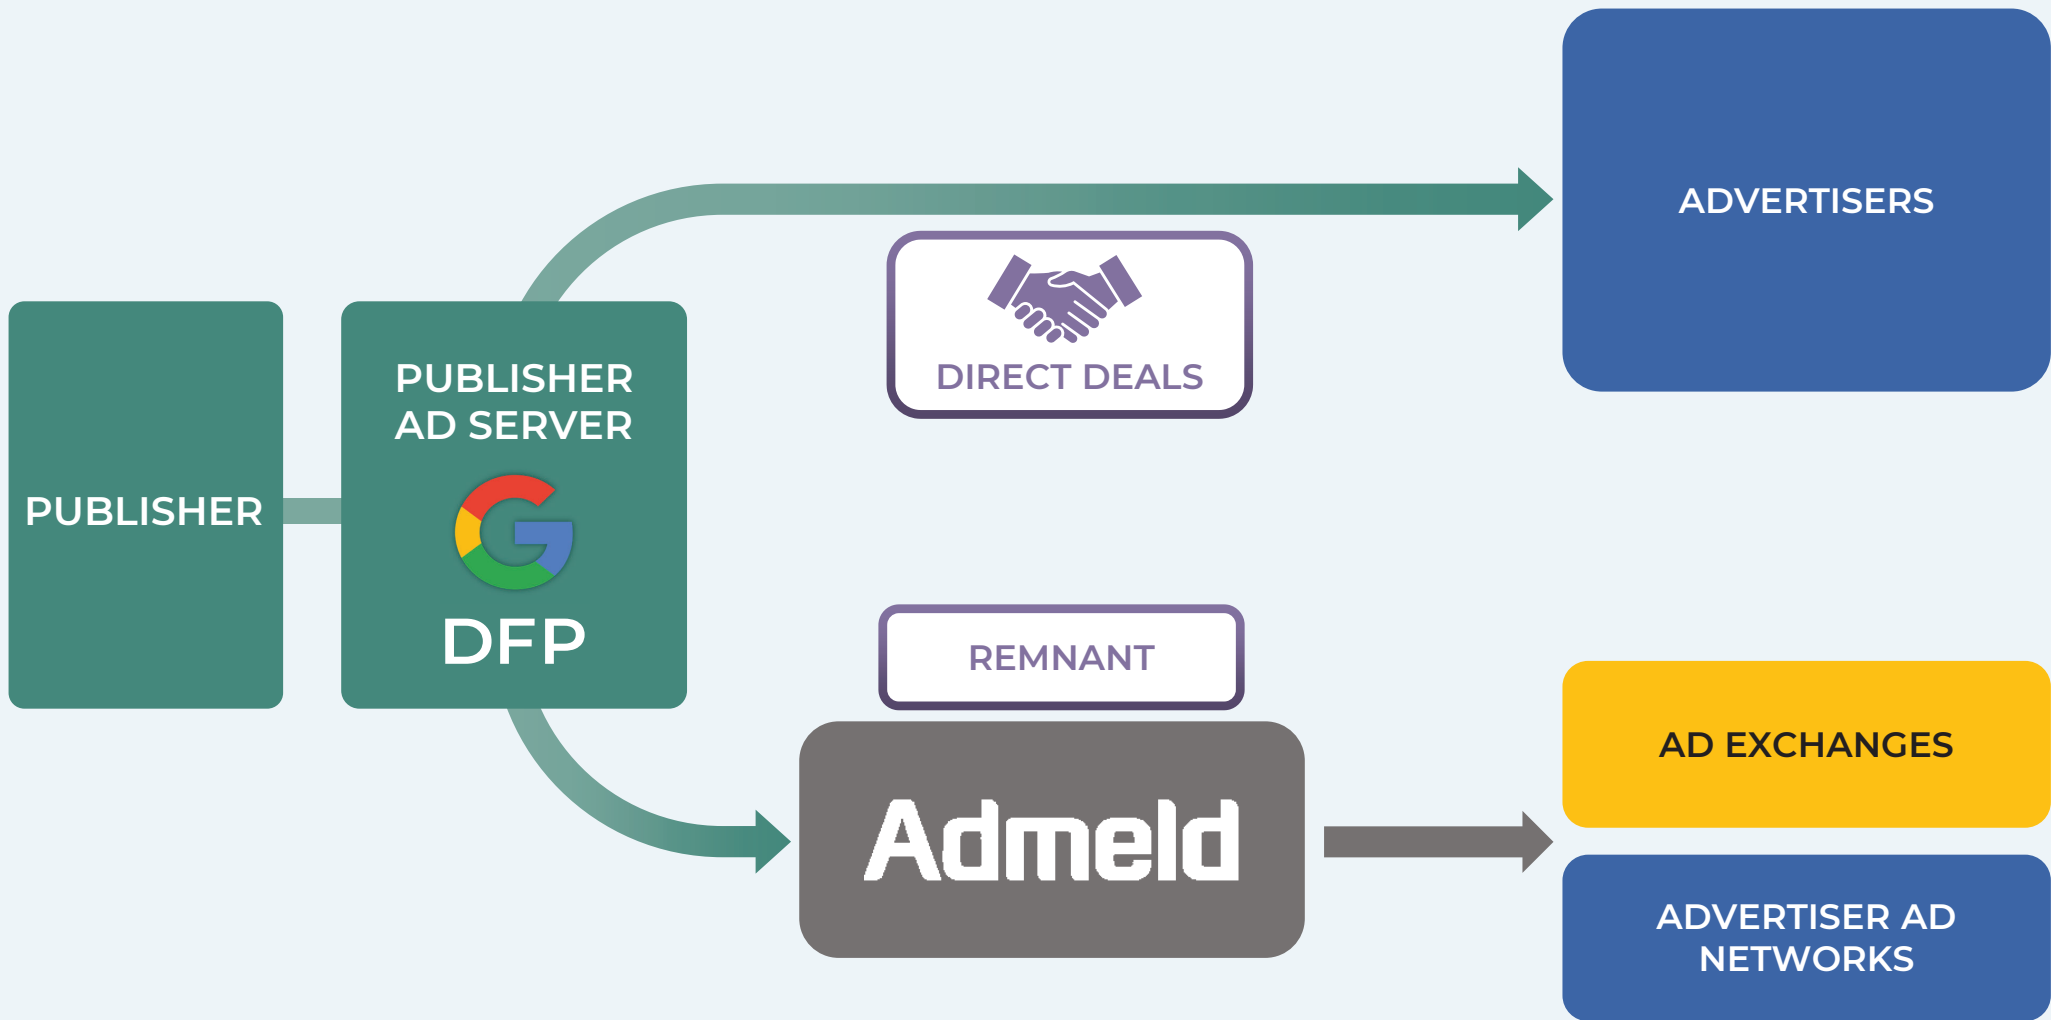 PUBLISHER
PUBLISHER
AD SERVER
DFP
DIRECT DEALS
ADVERTISERS
REMNANT
Admeld
AD EXCHANGES
ADVERTISER AD
NETWORKS